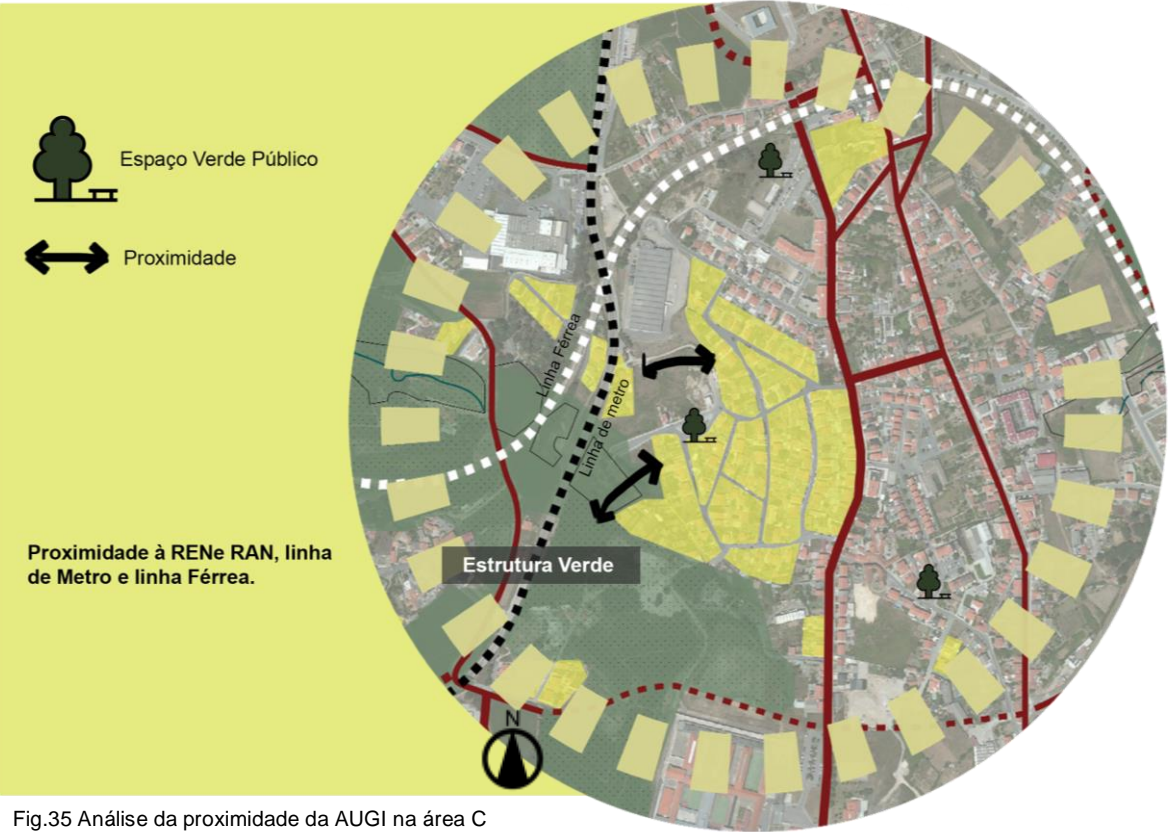 Espaço Verde Público
Proximidade
Proximidade à RENe RAN, linha
de Metro e linha Férrea.
Linha Férrea
Linha de metro
Estrutura Verde
N
Fig.35 Análise da proximidade da AUGI na área C